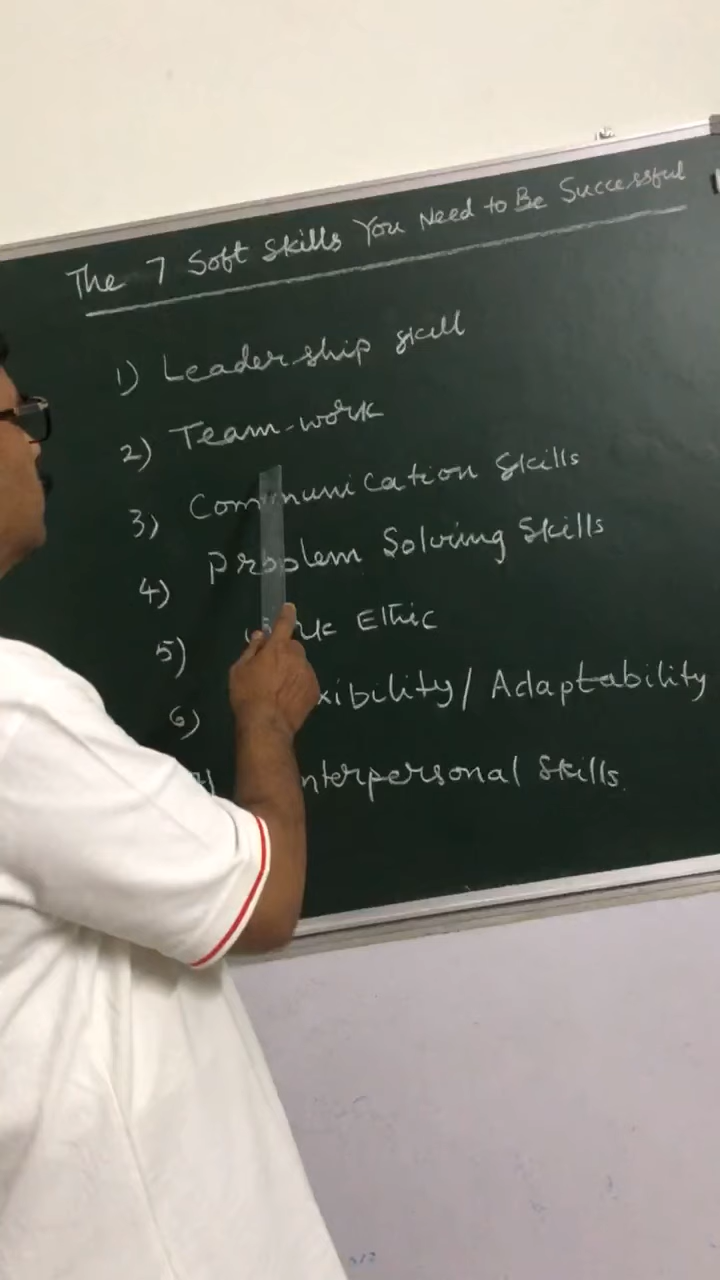 The 7 Soft Skills You Need to Be Successful
1) Leadership skill
2) Team-work
3) Communication Skills
4) Problem Solving Skills
5) Ethic
6) / Adaptability
Skills